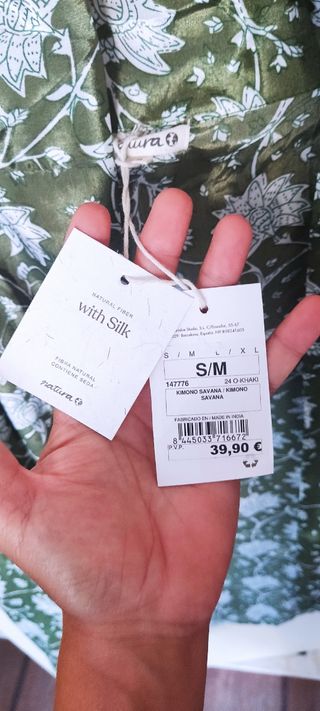 natura
NATURAL FIBER
with Silk
FIBRA NATURAL
CONTIENE SEDA
natura
S / M L / XL
S/M
147776 24 O-KHAKI
KIMONO SAVANA / KIMONO
SAVANA
FABRICADO EN / MADE IN INDIA
8 445033 716672
P.V.P. 39,90 €